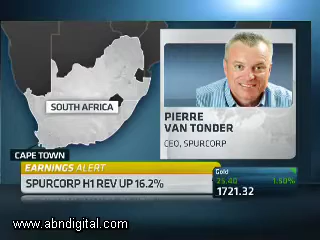 SOUTH AFRICA
PIERRE
VAN TONDER
CEO, SPURCORP
CAPE TOWN
EARNINGS ALERT
SPURCORP H1 REV UP 16.2%
Gold
25.40 1.50%
1721.32
www.abndigital.com